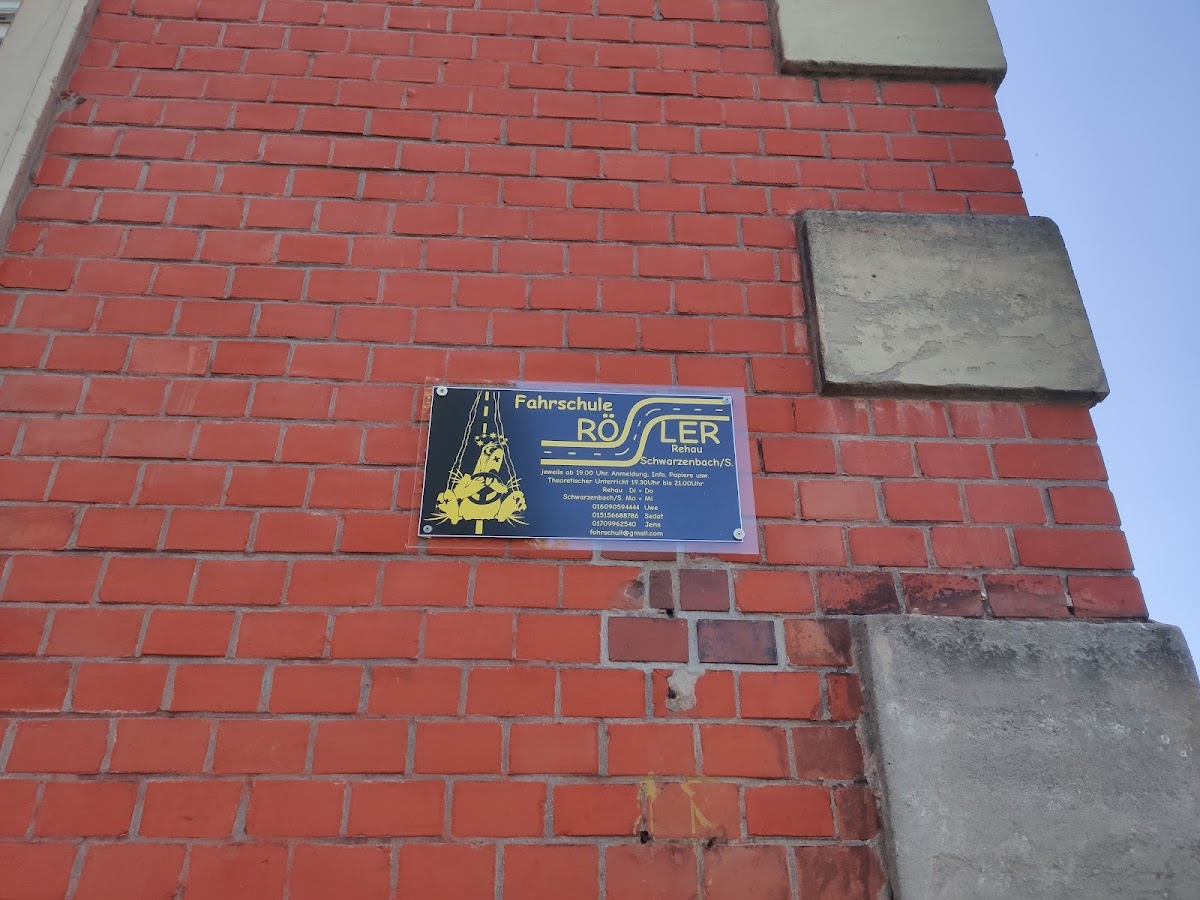 Fahrschule
RÖSSLER
Rehau
Schwarzenbach/S.
jeweils ab 19.00 Uhr Anmeldung, Info, Papiere usw.
Theoretischer Unterricht 19.30Uhr bis 21.00Uhr
Rehau Di + Do
Schwarzenbach/S. Mo + Mi
016090594444 Uwe
015156688786 Sedat
01709962540 Jens
fahrschull@gmail.com